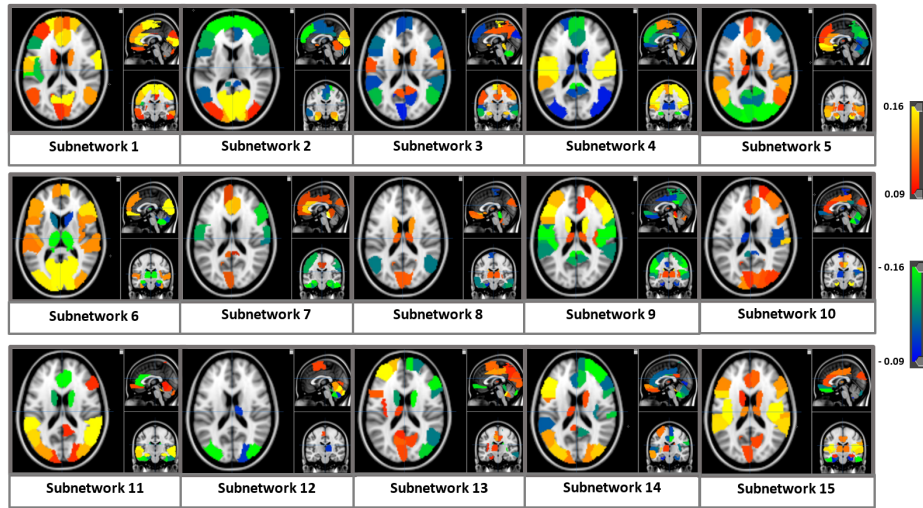 Subnetwork 1
Subnetwork 2
Subnetwork 3
Subnetwork 4
Subnetwork 5
0.16
0.09
Subnetwork 6
Subnetwork 7
Subnetwork 8
Subnetwork 9
Subnetwork 10
- 0.16
- 0.09
Subnetwork 11
Subnetwork 12
Subnetwork 13
Subnetwork 14
Subnetwork 15